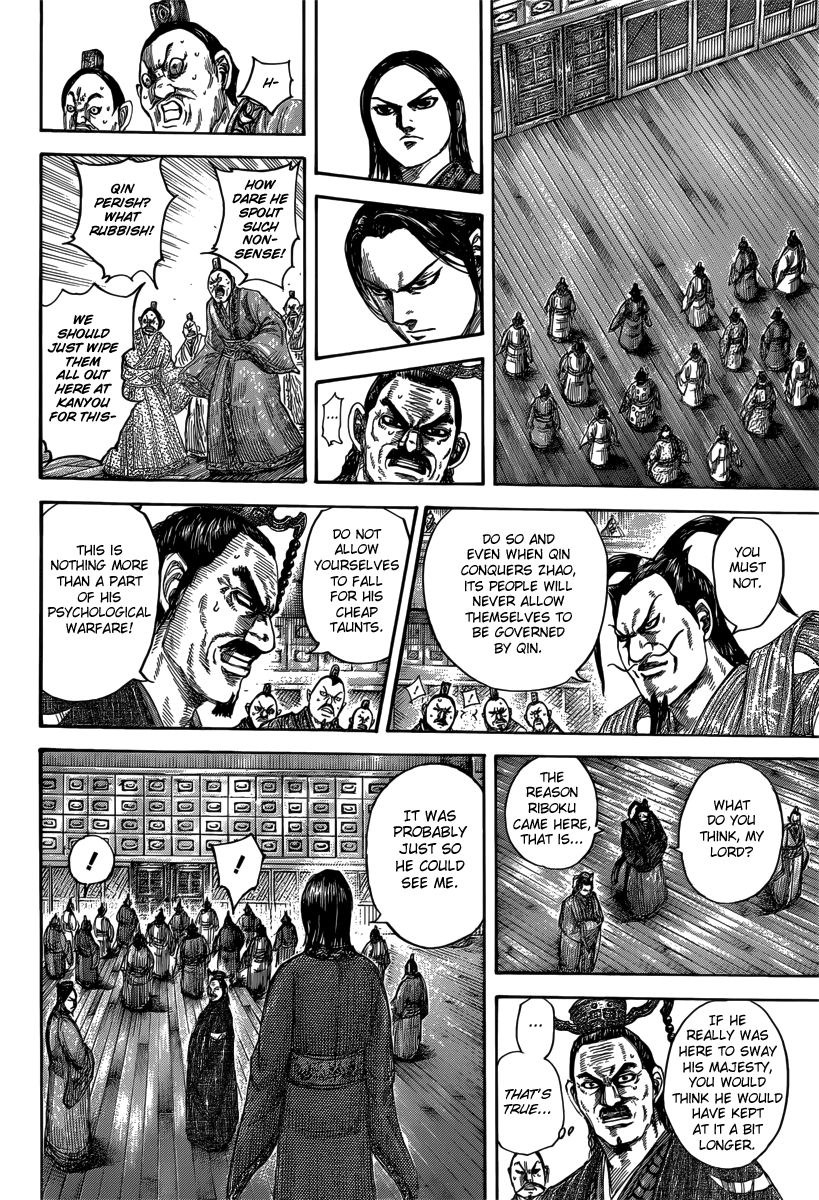 H-
HOW
DARE HE
SPOUT
SUCH
NON-
SENSE!
QIN
PERISH?
WHAT
RUBBISH!
WE
SHOULD
JUST WIPE
THEM
ALL OUT
HERE AT
KANYOU
FOR THIS-
...
YOU
MUST
NOT.
DO SO AND
EVEN WHEN QIN
CONQUERS ZHAO,
ITS PEOPLE WILL
NEVER ALLOW
THEMSELVES TO
BE GOVERNED
BY QIN.
!
!
DO NOT
ALLOW
YOURSELVES
TO FALL
FOR HIS
CHEAP
TAUNTS.
THIS IS
NOTHING MORE
THAN A PART
OF HIS
PSYCHOLOGICAL
WARFARE!
WHAT
DO YOU
THINK, MY
LORD?
THE
REASON
RIBOKU
CAME HERE,
THAT IS...
IF HE
REALLY WAS
HERE TO SWAY
HIS MAJESTY,
YOU WOULD
THINK HE WOULD
HAVE KEPT
AT IT A BIT
LONGER.
...
THAT'S
TRUE...
IT WAS
PROBABLY
JUST SO
HE COULD
SEE ME.
!
!